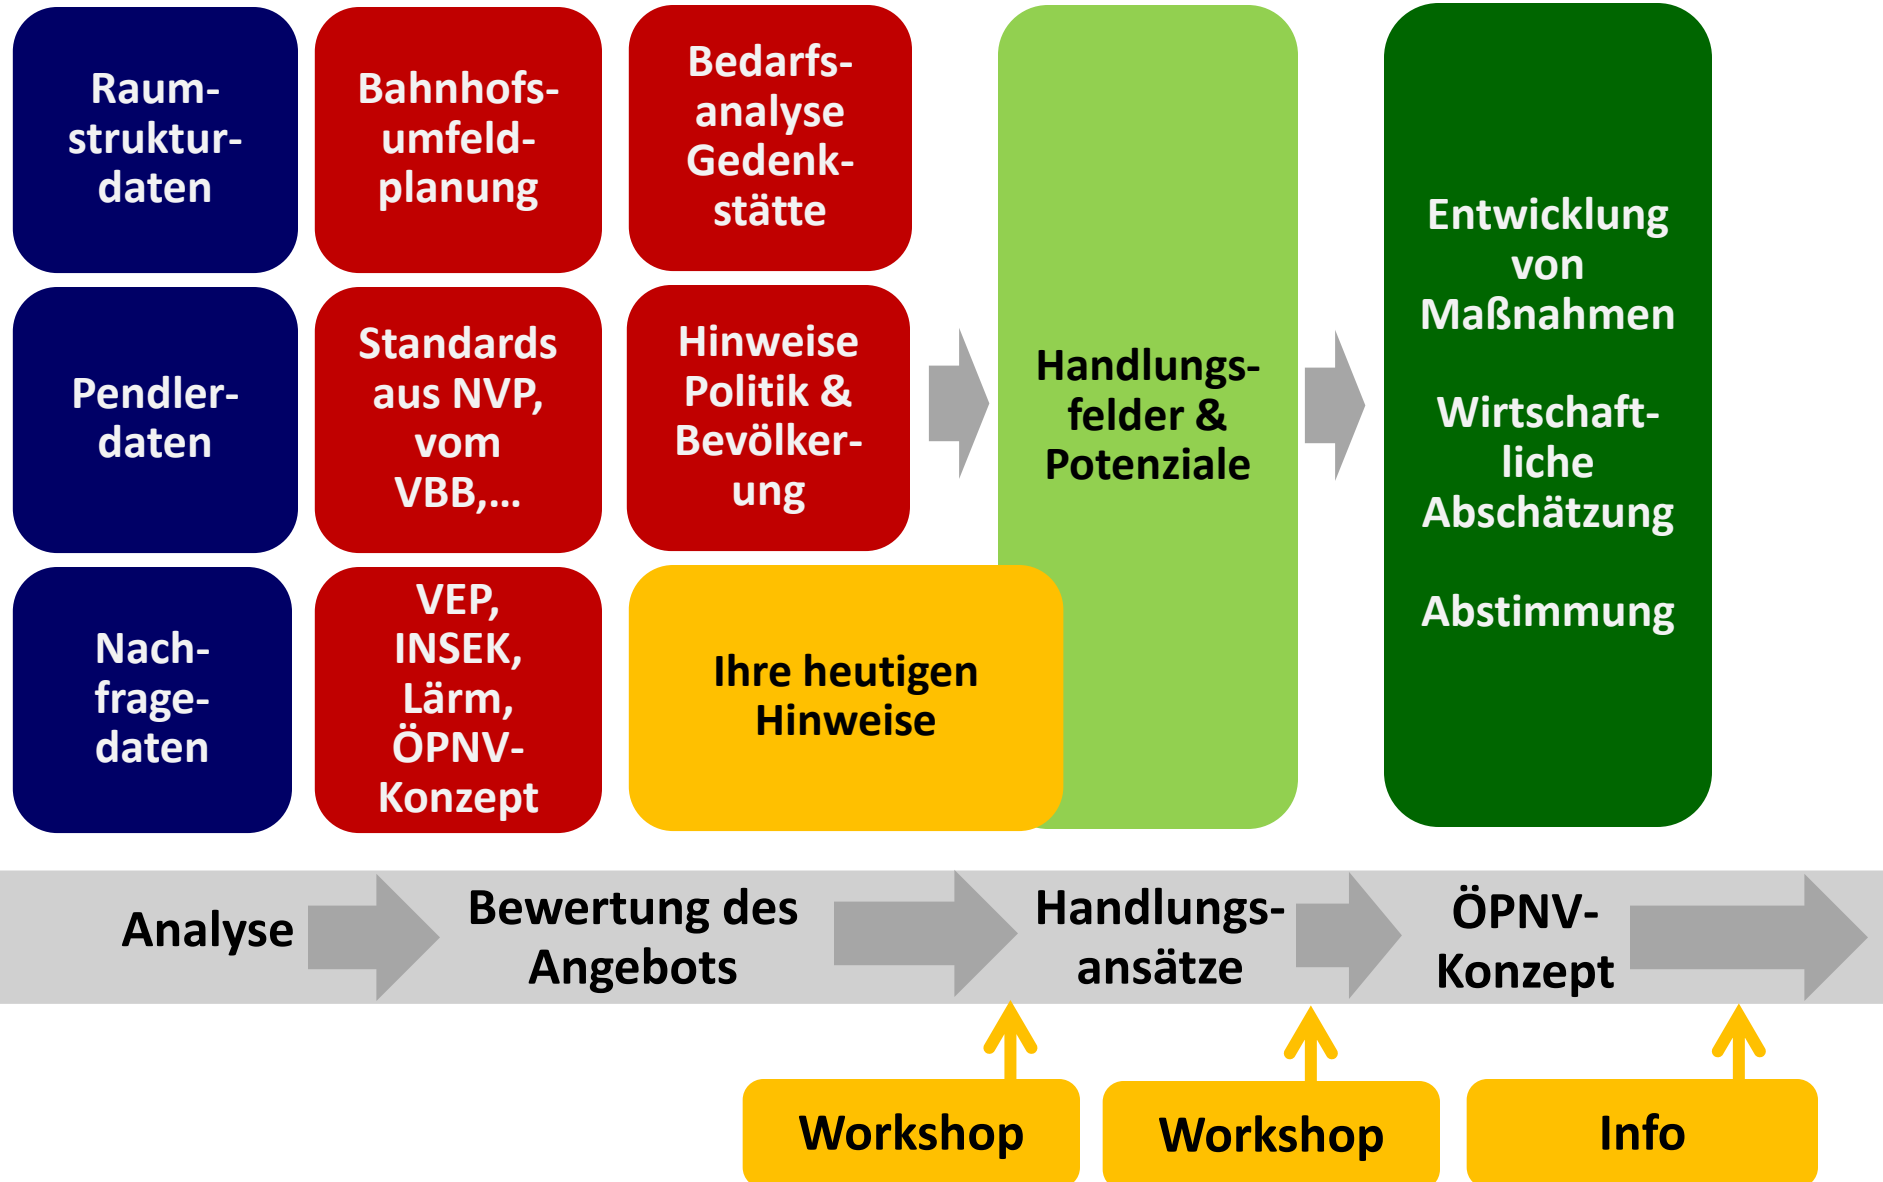 Raum-
struktur-
daten
Bahnhofs-
umfeld-
planung
Bedarfs-
analyse
Gedenk-
stätte
Pendler-
daten
Standards
aus NVP,
vom
VBB,...
Hinweise
Politik &
Bevölker-
ung
Nach-
frage-
daten
VEP,
INSEK,
Lärm,
ÖPNV-
Konzept
Ihre heutigen
Hinweise
Handlungs-
felder &
Potenziale
Entwicklung
von
Maßnahmen
Wirtschaft-
liche
Abschätzung
Abstimmung
Analyse
Bewertung des
Angebots
Handlungs-
ansätze
ÖPNV-
Konzept
Workshop
Workshop
Info